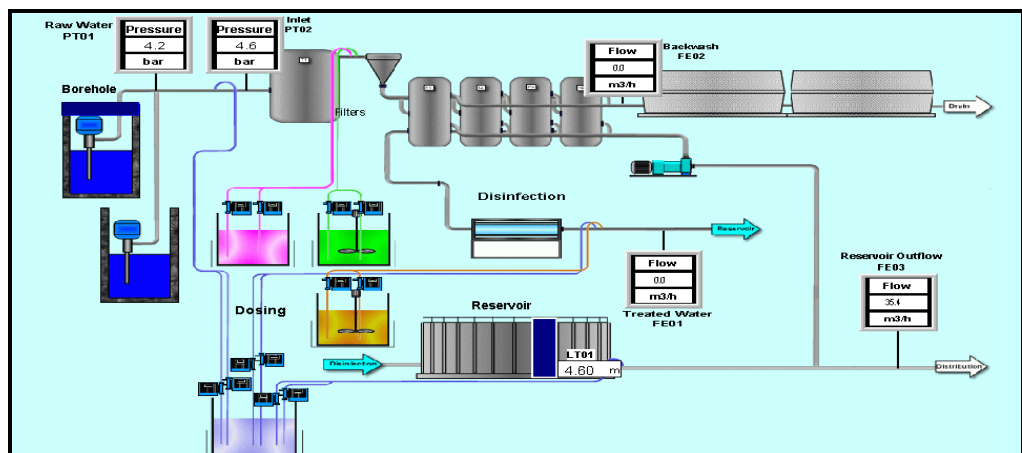 Raw Water
PT01
Pressure
4.2
bar
Inlet
PT02
Pressure
4.6
bar
Flow
0.0
m3/h
Backwash
FE02
Borehole
Filters
Drain
Disinfection
Reservoir
Flow
0.0
m3/h
Treated Water
FE01
Reservoir Outflow
FE03
Flow
35.4
m3/h
Dosing
Reservoir
LT01
4.60 m
Disinfection
Distribution